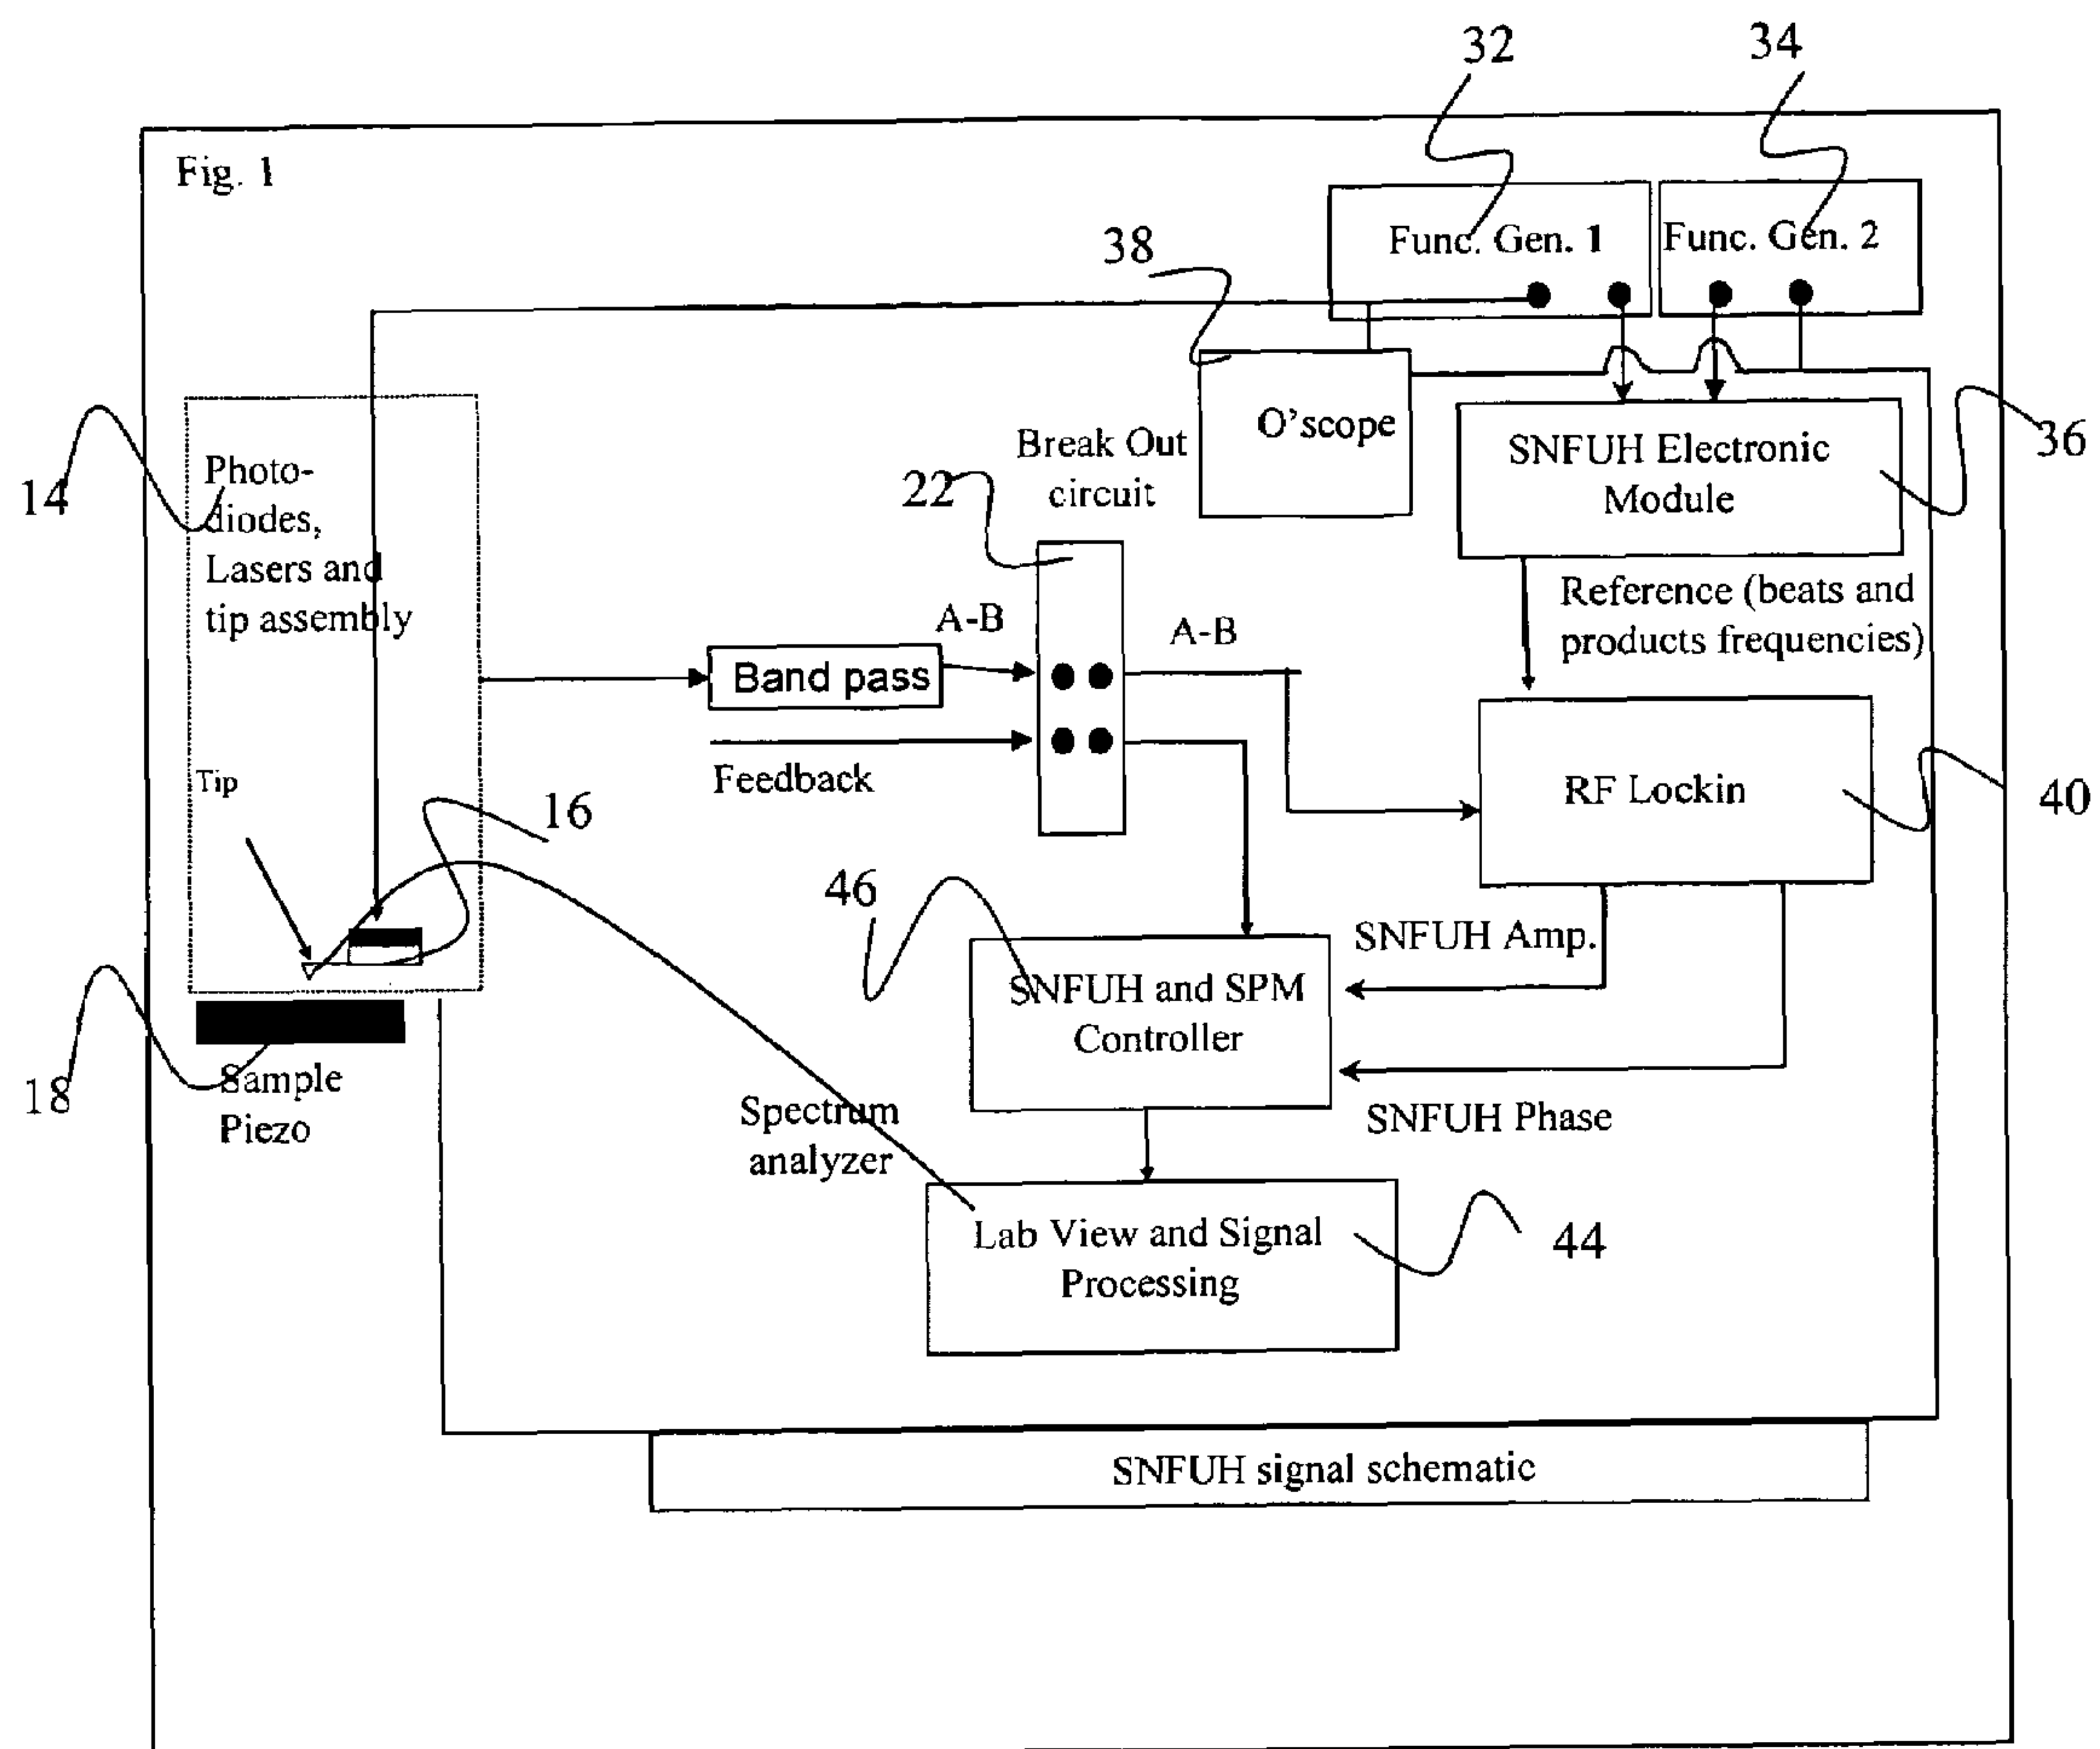 32
34
Fig. 1
Func. Gen. 1
Func. Gen. 2
38
O'scope
Break Out
circuit
SNFUH Electronic
Module
36
14
Photo-
diodes,
Lasers and
tip assembly
22
Reference (beats and
products frequencies)
A-B
A-B
Band pass
Feedback
Tip
16
RF Lockin
40
46
SNFUH Amp.
SNFUH and SPM
Controller
18
Sample
Piezo
SNFUH Phase
Spectrum
analyzer
Lab View and Signal
Processing
44
SNFUH signal schematic